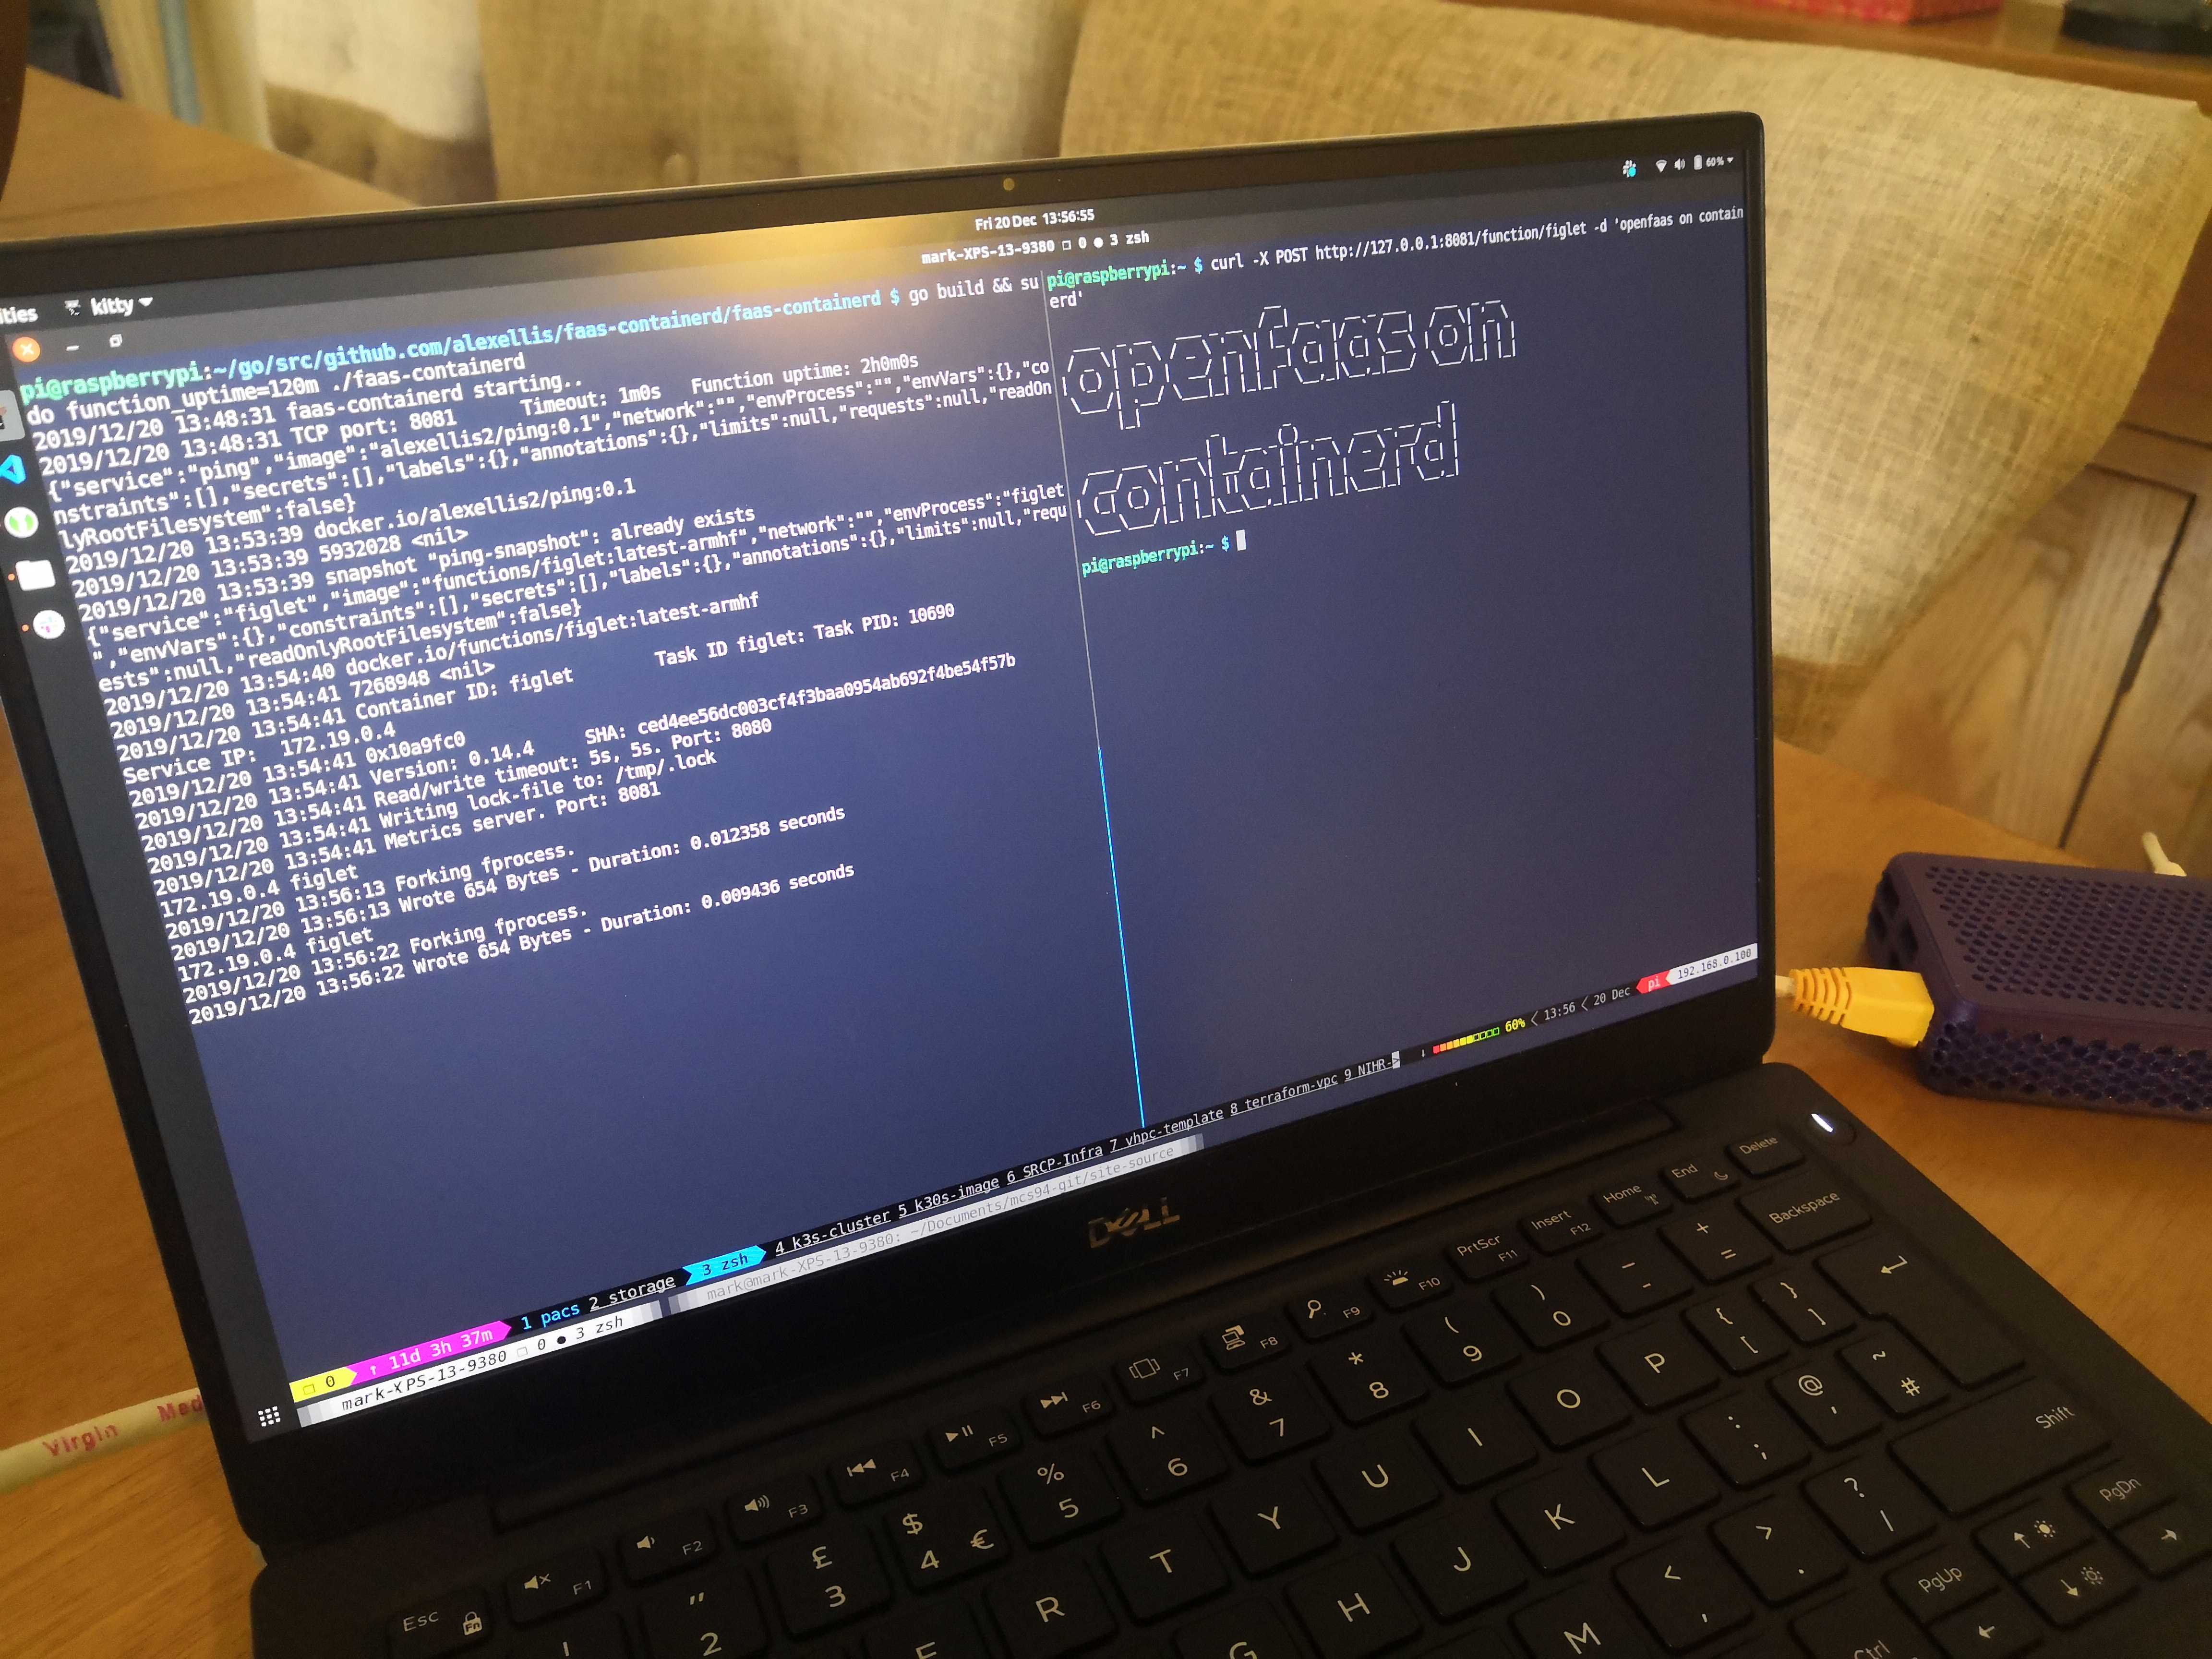 Fri 20 Dec 13:56:55
60%
ities kitty
mark-XPS-13-9380 □ 0 ● 3 zsh
pi@raspberrypi:~/go/src/github.com/alexellis/faas-containerd/faas-containerd $ go build && su
do function_uptime=120m ./faas-containerd
2019/12/20 13:48:31 faas-containerd starting..
2019/12/20 13:48:31 TCP port: 8081 Timeout: 1m0s Function uptime: 2h0m0s
{"service":"ping","image":"alexellis2/ping:0.1","network":"","envProcess":"","envVars":{},"co
nstraints":[],"secrets":[],"labels":{},"annotations":{},"limits":null,"requests":null,"readOn
lyRootFilesystem":false}
2019/12/20 13:53:39 docker.io/alexellis2/ping:0.1
2019/12/20 13:53:39 5932028 <nil>
2019/12/20 13:53:39 snapshot "ping-snapshot": already exists
{"service":"figlet","image":"functions/figlet:latest-armhf","network":"","envProcess":"figlet
","envVars":{},"constraints":[],"secrets":[],"labels":{},"annotations":{},"limits":null,"requ
ests":null,"readOnlyRootFilesystem":false}
2019/12/20 13:54:40 docker.io/functions/figlet:latest-armhf
2019/12/20 13:54:41 7268948 <nil>
2019/12/20 13:54:41 Container ID: figlet Task ID figlet: Task PID: 10690
Service IP: 172.19.0.4
2019/12/20 13:54:41 0x10a9fc0
2019/12/20 13:54:41 Version: 0.14.4 SHA: ced4ee56dc003cf4f3baa0954ab692f4be54f57b
2019/12/20 13:54:41 Read/write timeout: 5s, 5s. Port: 8080
2019/12/20 13:54:41 Writing lock-file to: /tmp/.lock
2019/12/20 13:54:41 Metrics server. Port: 8081
172.19.0.4 figlet
2019/12/20 13:56:13 Forking fprocess.
2019/12/20 13:56:13 Wrote 654 Bytes - Duration: 0.012358 seconds
172.19.0.4 figlet
2019/12/20 13:56:22 Forking fprocess.
2019/12/20 13:56:22 Wrote 654 Bytes - Duration: 0.009436 seconds
pi@raspberrypi:~ $ curl -X POST http://127.0.0.1:8081/function/figlet -d 'openfaas on contain
erd'
openfaas on
containerd
pi@raspberrypi:~ $
□ 0 ↑ 11d 3h 37m 1 pacs 2 storage 3 zsh 4 k3s-cluster 5 k30s-image 6 SRCP-Infra 7 vhpc-template 8 terraform-vpc 9 NIHR-> ↓ 60% < 13:56 < 20 Dec pi 192.168.0.100
mark-XPS-13-9380 □ 0 ● 3 zsh mark@mark-XPS-13-9380: ~/Documents/mcs94-git/site-source
DELL
Virgin Med
Esc Fn F1 F2 F3 F4 F5 F6 F7 F8 F9 F10 PrtScr F11 Insert F12 Home End Delete
1 " 2 £ 3 $ 4 € % 5 ^ 6 & 7 * 8 ( 9 ) 0 _ - + = Backspace
E R T Y U I O P { [ } ]
G H J K L : ; @ ' ~ #
M < , > . ? / Shift
Ctrl PgUp PgDn